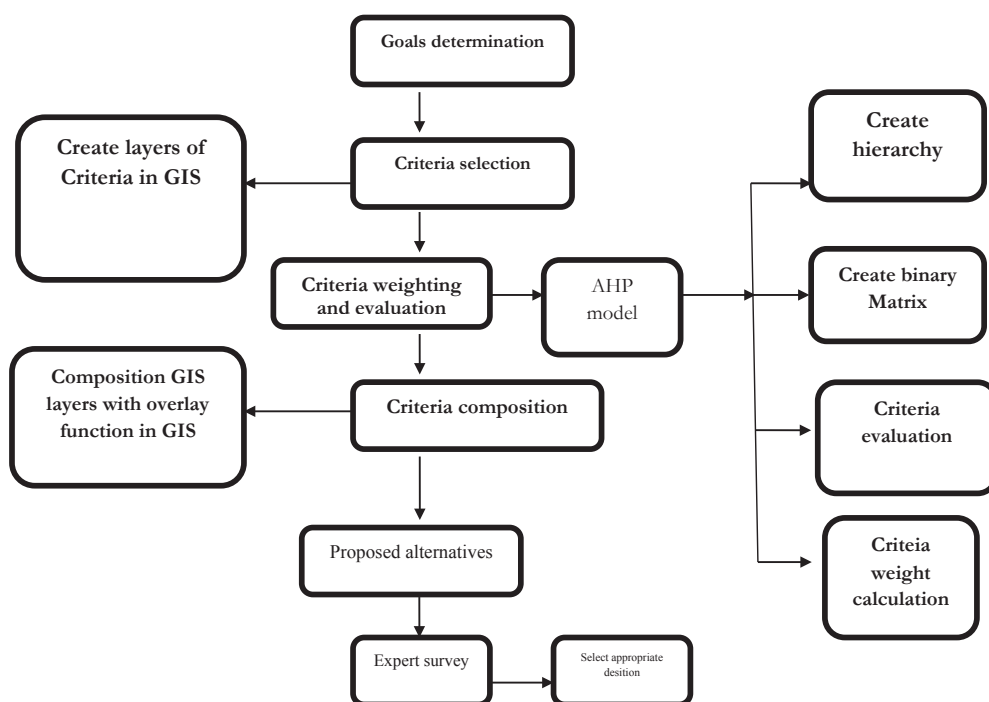 Goals determination
Create layers of
Criteria in GIS
Criteria selection
Create
hierarchy
Criteria weighting
and evaluation
AHP
model
Create binary
Matrix
Composition GIS
layers with overlay
function in GIS
Criteria composition
Criteria
evaluation
Proposed alternatives
Criteia
weight
calculation
Expert survey
Select appropriate
desition